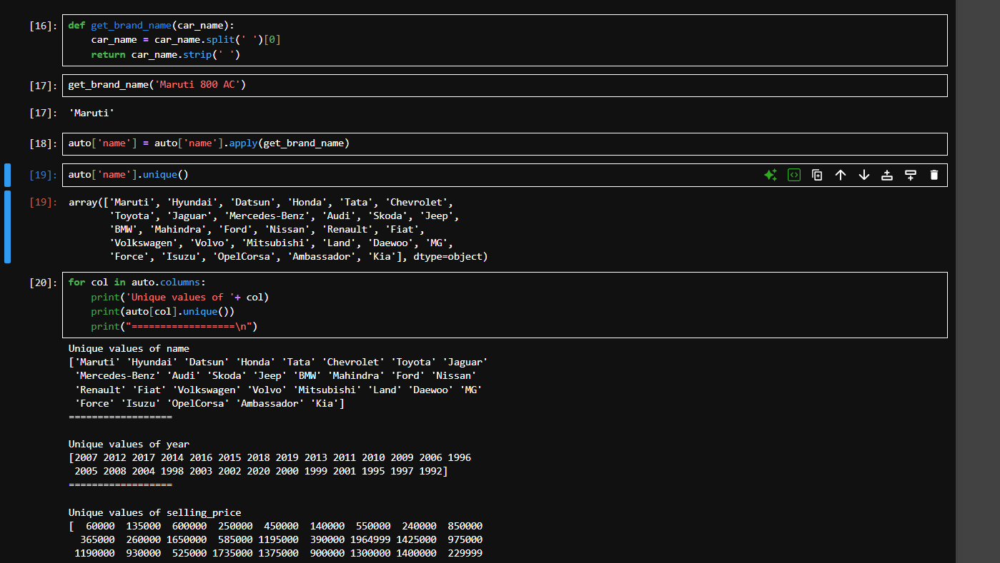 [16]: def get_brand_name(car_name):
    car_name = car_name.split(' ')[0]
    return car_name.strip(' ')
[17]: get_brand_name('Maruti 800 AC')
[17]: 'Maruti'
[18]: auto['name'] = auto['name'].apply(get_brand_name)
[19]: auto['name'].unique()
[19]: array(['Maruti', 'Hyundai', 'Datsun', 'Honda', 'Tata', 'Chevrolet',
       'Toyota', 'Jaguar', 'Mercedes-Benz', 'Audi', 'Skoda', 'Jeep',
       'BMW', 'Mahindra', 'Ford', 'Nissan', 'Renault', 'Fiat',
       'Volkswagen', 'Volvo', 'Mitsubishi', 'Land', 'Daewoo', 'MG',
       'Force', 'Isuzu', 'OpelCorsa', 'Ambassador', 'Kia'], dtype=object)
[20]: for col in auto.columns:
    print('Unique values of '+ col)
    print(auto[col].unique())
    print("==================\n")
Unique values of name
['Maruti' 'Hyundai' 'Datsun' 'Honda' 'Tata' 'Chevrolet' 'Toyota' 'Jaguar'
 'Mercedes-Benz' 'Audi' 'Skoda' 'Jeep' 'BMW' 'Mahindra' 'Ford' 'Nissan'
 'Renault' 'Fiat' 'Volkswagen' 'Volvo' 'Mitsubishi' 'Land' 'Daewoo' 'MG'
 'Force' 'Isuzu' 'OpelCorsa' 'Ambassador' 'Kia']
==================
Unique values of year
[2007 2012 2017 2014 2016 2015 2018 2019 2013 2011 2010 2009 2006 1996
 2005 2008 2004 1998 2003 2002 2020 2000 1999 2001 1995 1997 1992]
==================
Unique values of selling_price
[  60000  135000  600000  250000  450000  140000  550000  240000  850000
  365000  260000 1650000  585000 1195000  390000 1964999 1425000  975000
 1190000  930000  525000 1735000 1375000  900000 1300000 1400000  229999